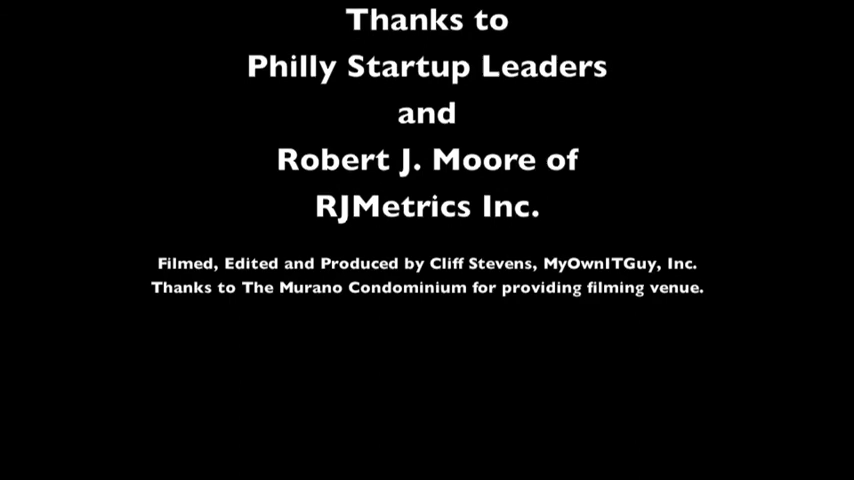 Thanks to
Philly Startup Leaders
and
Robert J. Moore of
RJMetrics Inc.
Filmed, Edited and Produced by Cliff Stevens, MyOwnITGuy, Inc.
Thanks to The Murano Condominium for providing filming venue.